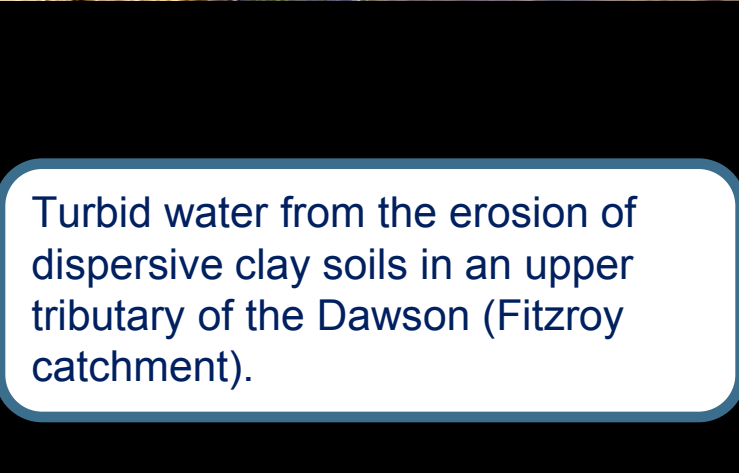 Turbid water from the erosion of
dispersive clay soils in an upper
tributary of the Dawson (Fitzroy
catchment).